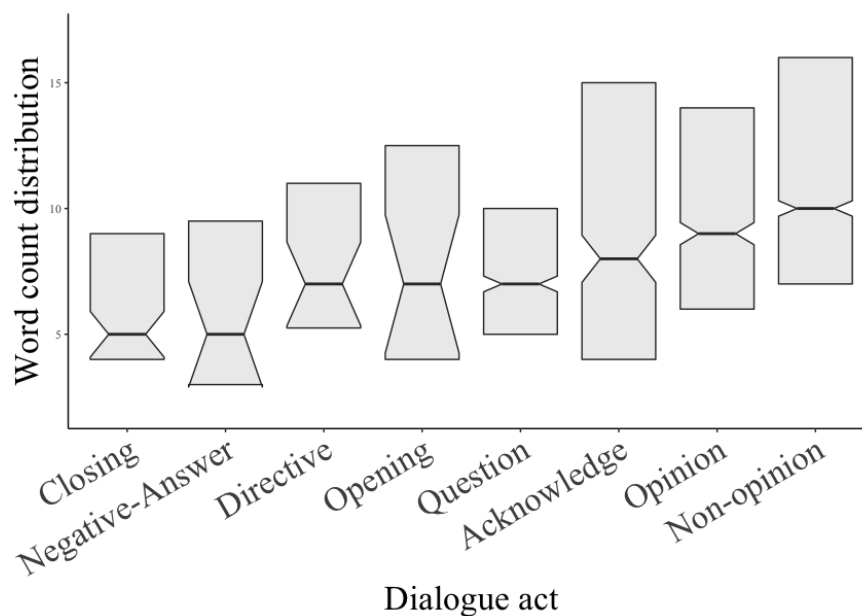 Word count distribution
15
10
5
Closing
Negative-Answer
Directive
Opening
Question
Acknowledge
Opinion
Non-opinion
Dialogue act